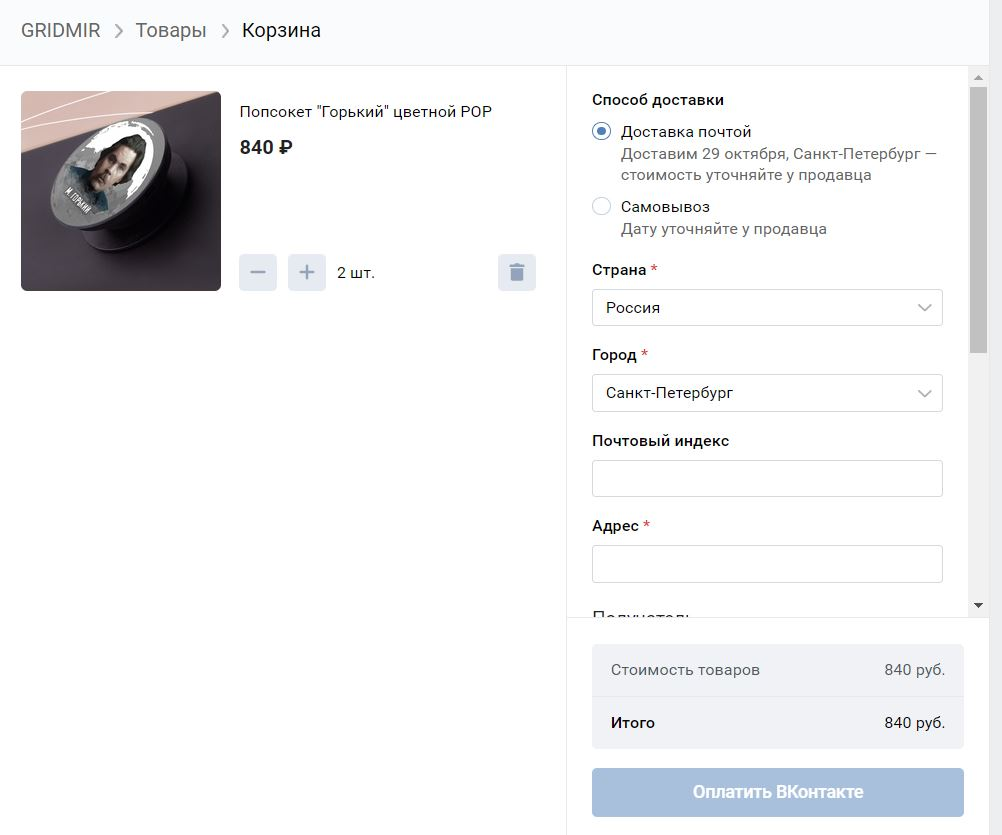 GRIDMIR > Товары > Корзина
Попсокет "Горький" цветной POP
840 ₽
М. ГОРЬКИЙ
2 шт.
Способ доставки
Доставка почтой
Доставим 29 октября, Санкт-Петербург —
стоимость уточняйте у продавца
Самовывоз
Дату уточняйте у продавца
Страна *
Россия
Город *
Санкт-Петербург
Почтовый индекс
Адрес *
Получатель
Стоимость товаров 840 руб.
Итого 840 руб.
Оплатить ВКонтакте